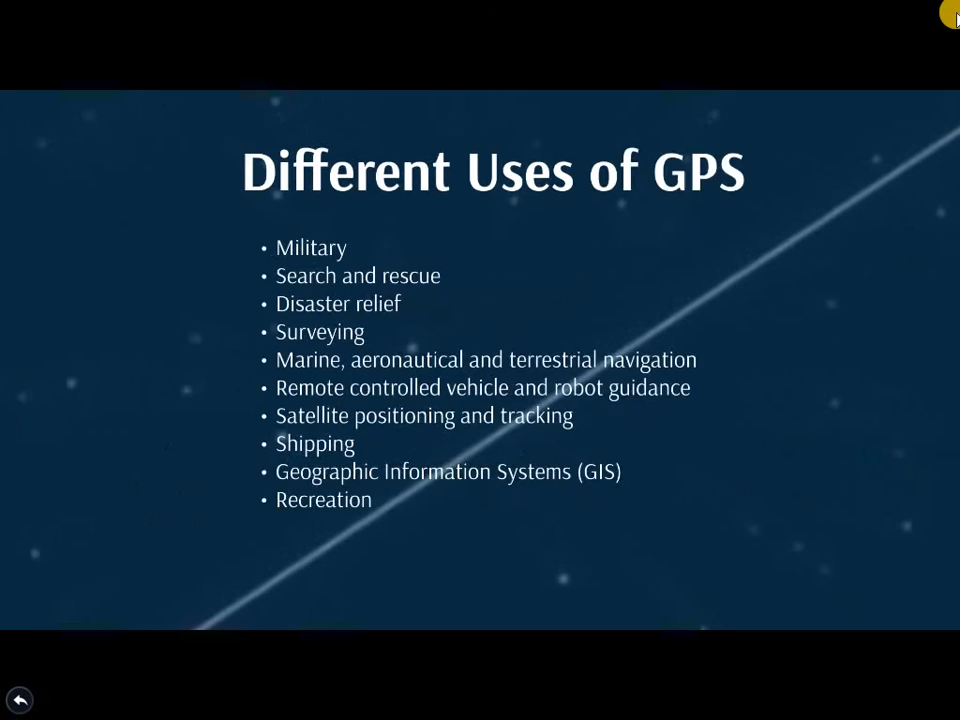 Different Uses of GPS
• Military
• Search and rescue
• Disaster relief
• Surveying
• Marine, aeronautical and terrestrial navigation
• Remote controlled vehicle and robot guidance
• Satellite positioning and tracking
• Shipping
• Geographic Information Systems (GIS)
• Recreation